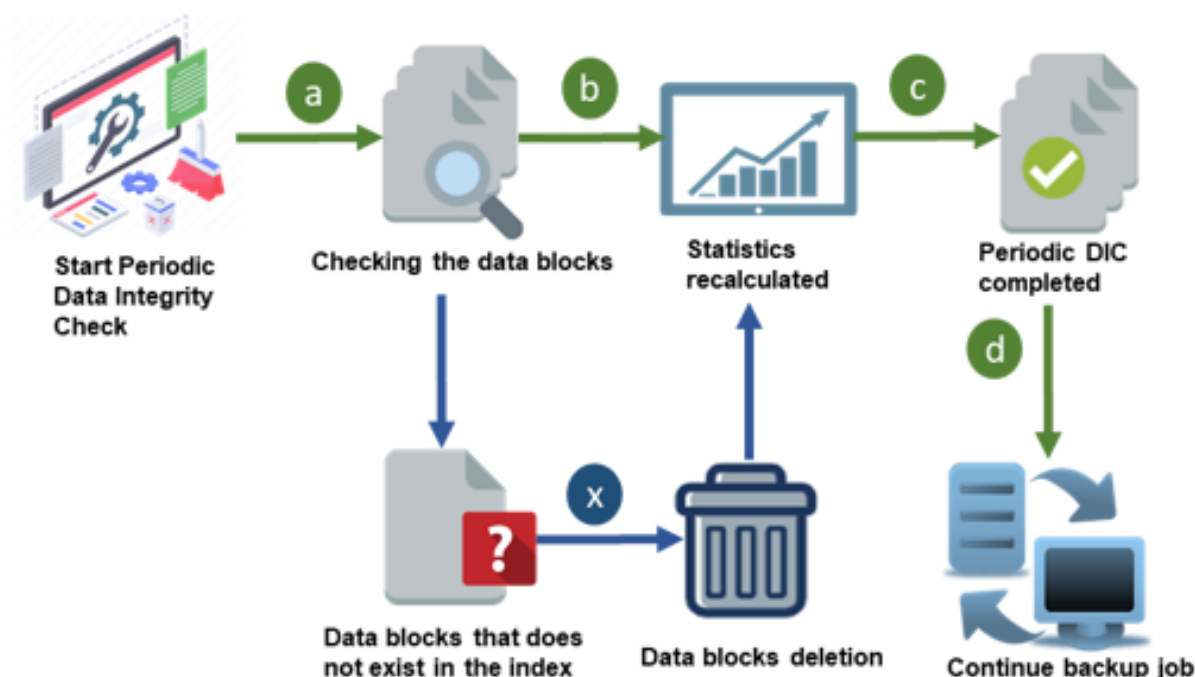 a
b
c
Start Periodic
Data Integrity
Check
Checking the data blocks
Statistics
recalculated
Periodic DIC
completed
d
x
?
Data blocks that does
not exist in the index
Data blocks deletion
Continue backup job